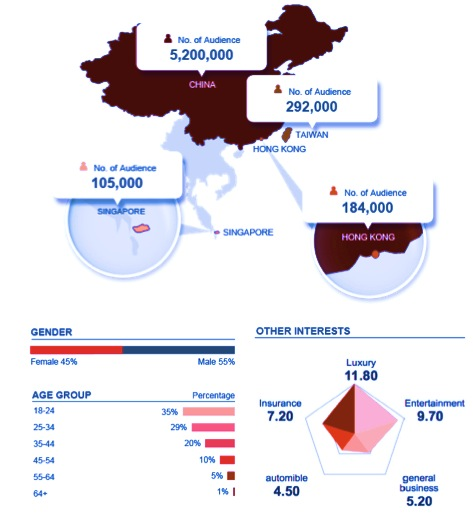 No. of Audience
5,200,000
CHINA
No. of Audience
292,000
TAIWAN
HONG KONG
No. of Audience
105,000
SINGAPORE
SINGAPORE
No. of Audience
184,000
HONG KONG
GENDER
Female 45% Male 55%
AGE GROUP Percentage
18-24 35%
25-34 29%
35-44 20%
45-54 10%
55-64 5%
64+ 1%
OTHER INTERESTS
Luxury
11.80
Insurance
7.20
Entertainment
9.70
automible
4.50
general
business
5.20